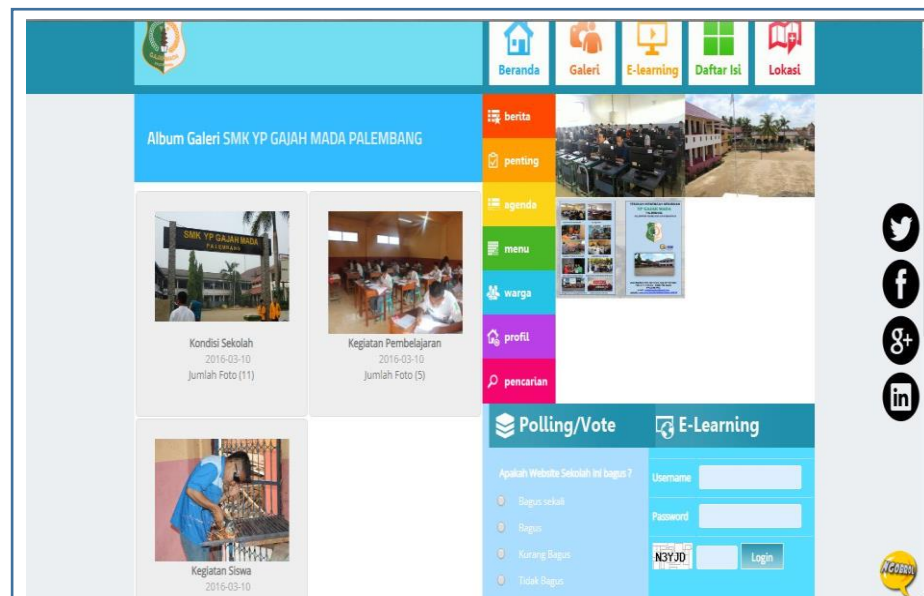 Beranda
Galeri
E-learning
Daftar Isi
Lokasi
Album Galeri SMK YP GAJAH MADA PALEMBANG
berita
penting
agenda
menu
warga
profil
pencarian
SMK YP GAJAH MADA
PALEMBANG
Kondisi Sekolah
2016-03-10
Jumlah Foto (11)
Kegiatan Pembelajaran
2016-03-10
Jumlah Foto (5)
Kegiatan Siswa
2016-03-10
Polling/Vote
Apakah Website Sekolah Ini bagus ?
Bagus sekali
Bagus
Kurang Bagus
Tidak Bagus
E-Learning
Username
Password
N3YJD
Login
NGOBROL